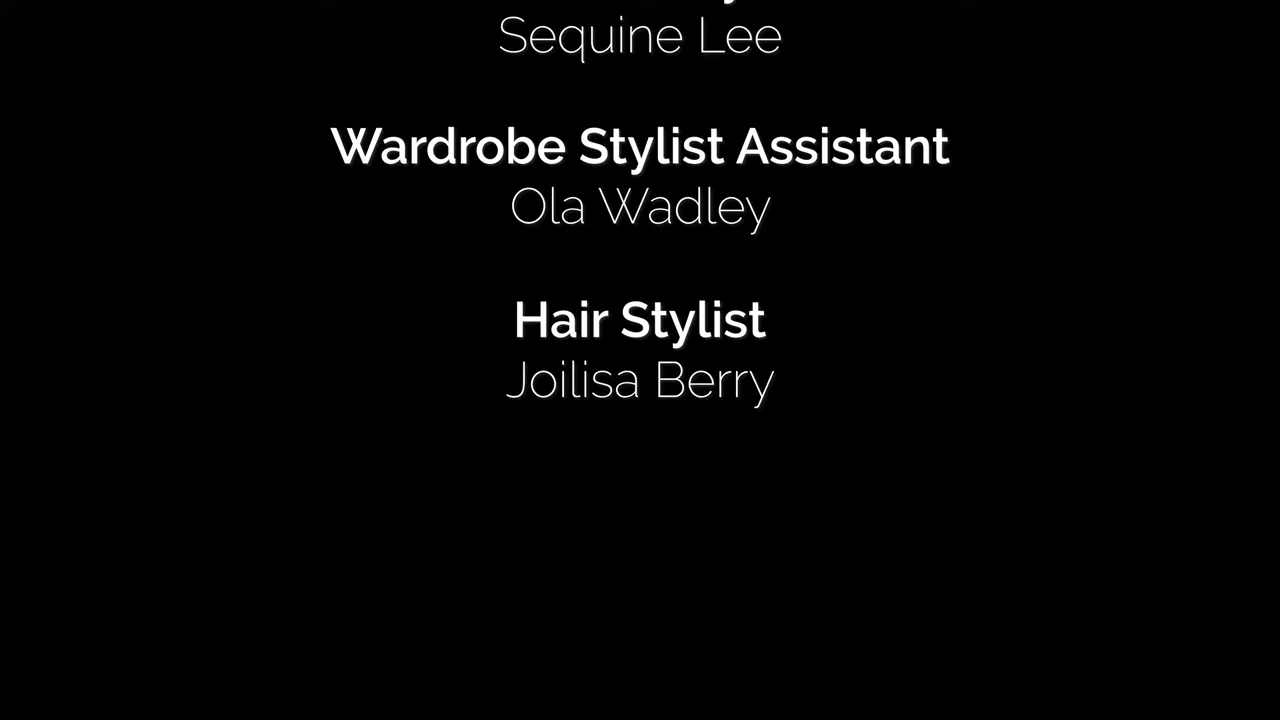 Sequine Lee
Wardrobe Stylist Assistant
Ola Wadley
Hair Stylist
Joilisa Berry